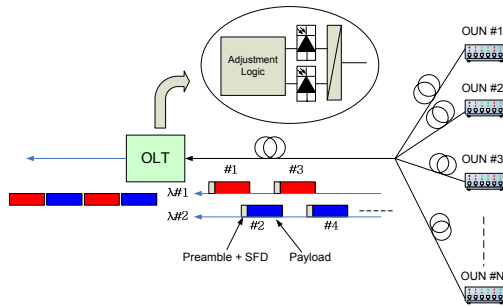 OUN #1
Adjustment
Logic
OUN #2
OLT
#1
#3
OUN #3
λ#1
λ#2
#2
#4
Preamble + SFD
Payload
OUN #N